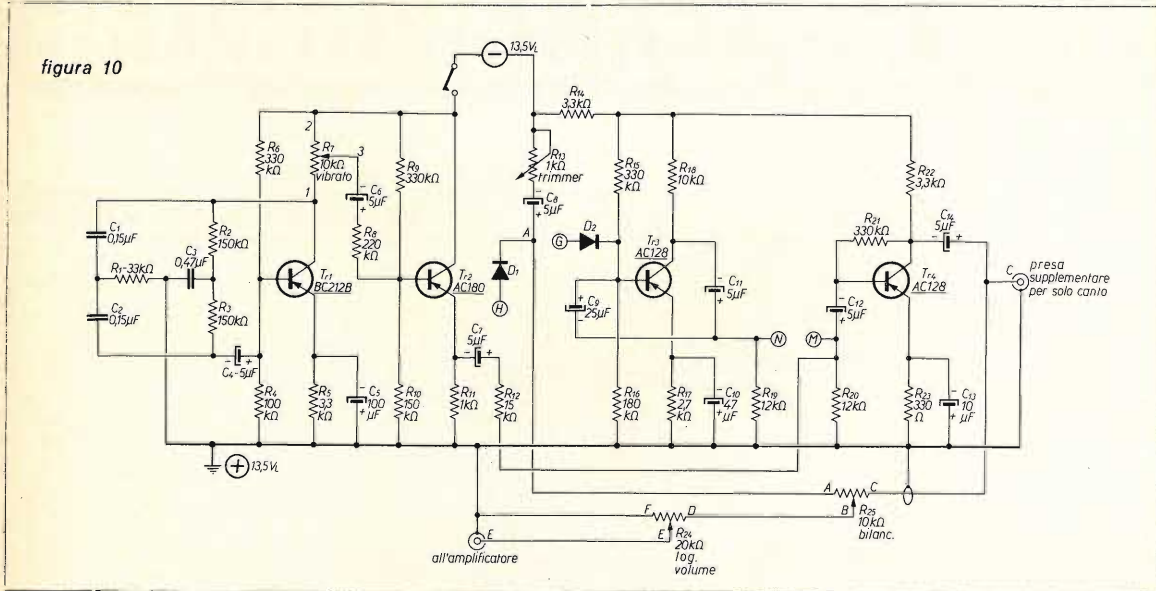 figura 10
13,5V_L
R14
3,3kΩ
2
R6
330
kΩ
R7
10kΩ
vibrato
3
1
R9
330kΩ
C6
5µF
R8
220
kΩ
R13
1kΩ
trimmer
C8
5µF
A
D1
H
R15
330
kΩ
R18
10kΩ
D2
G
R22
3,3kΩ
R21
330kΩ
C14
5µF
C
presa
supplementare
per solo canto
C1
0,15µF
R1-33kΩ
C2
0,15µF
R2
150kΩ
C3
0,47µF
R3
150kΩ
C4-5µF
Tr1
BC212B
Tr2
AC180
Tr3
AC128
Tr4
AC128
C7
5µF
C9
25µF
C11
5µF
N
M
C12
5µF
R4
100
kΩ
R5
3,3
kΩ
C5
100
µF
R10
150
kΩ
R11
1kΩ
R12
15
kΩ
R16
180
kΩ
R17
2,7
kΩ
C10
47
µF
R19
12kΩ
R20
12kΩ
R23
330
Ω
C13
10
µF
+ 13,5V_L
A C
B
R25
10kΩ
bilanc.
F D
E
R24
20kΩ
log.
volume
E
all'amplificatore